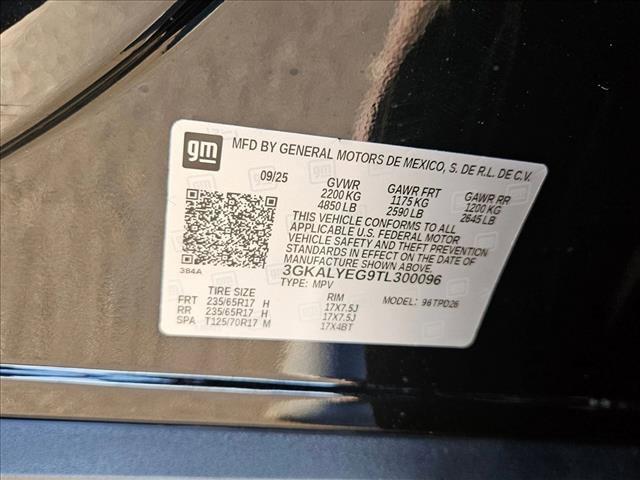 gm MFD BY GENERAL MOTORS DE MEXICO, S. DE R.L. DE C.V.
09/25 GVWR GAWR FRT GAWR RR
2200 KG 1175 KG 1200 KG
4850 LB 2590 LB 2645 LB
THIS VEHICLE CONFORMS TO ALL
APPLICABLE U.S. FEDERAL MOTOR
VEHICLE SAFETY AND THEFT PREVENTION
STANDARDS IN EFFECT ON THE DATE OF
MANUFACTURE SHOWN ABOVE.
384A 3GKALYEG9TL300096
TYPE: MPV
TIRE SIZE RIM MODEL: 96TPD26
FRT 235/65R17 H 17X7.5J
RR 235/65R17 H 17X7.5J
SPA T125/70R17 M 17X4BT